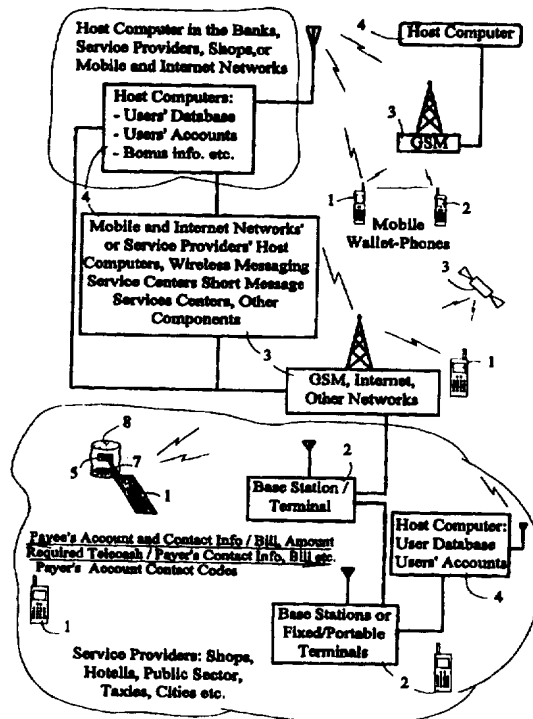 Host Computer in the Banks,
Service Providers, Shops,or
Mobile and Internet Networks
Host Computers:
- Users' Database
- Users' Accounts
- Bonus info. etc.
4
4
Host Computer
3
GSM
1
2
Mobile
Wallet-Phones
3
Mobile and Internet Networks'
or Service Providers' Host
Computers, Wireless Messaging
Service Centers Short Message
Services Centers, Other
Components
3
1
GSM, Internet,
Other Networks
8
5
7
1
2
Base Station /
Terminal
Host Computer:
User Database
Users' Accounts
4
Payee's Account and Contact Info / Bill, Amount
Required Telecash / Payer's Contact Info, Bill etc.
Payer's Account Contact Codes
1
Base Stations or
Fixed/Portable
Terminals
2
Service Providers: Shops,
Hotells, Public Sector,
Taxies, Cities etc.